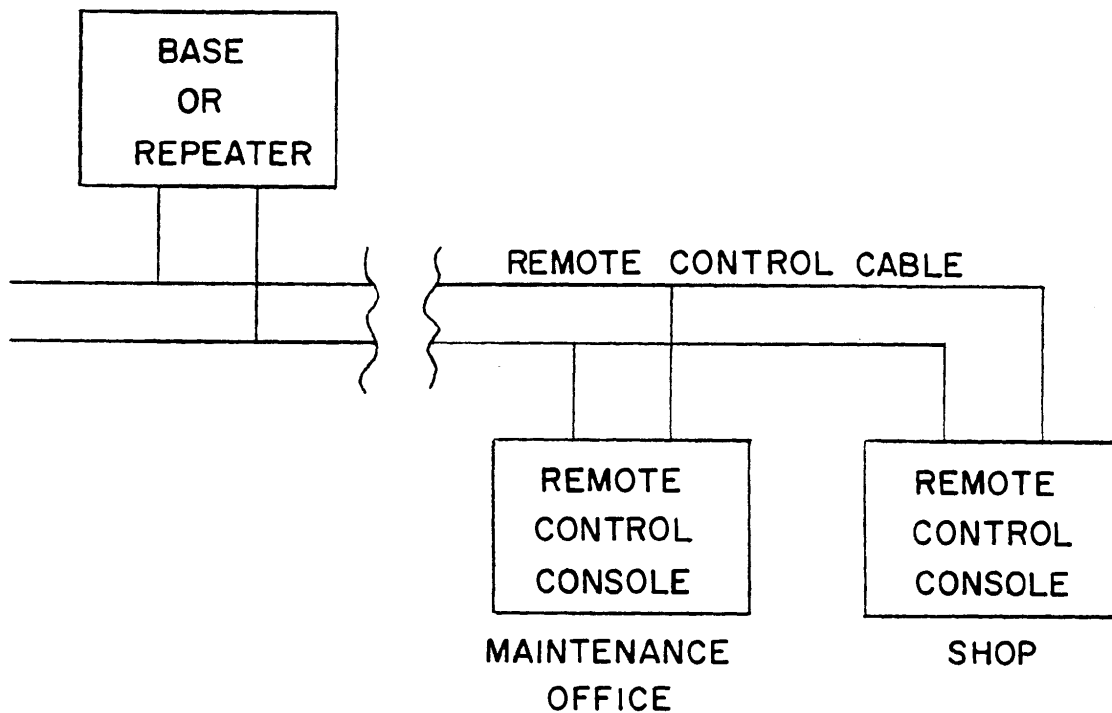 BASE
OR
REPEATER
REMOTE CONTROL CABLE
REMOTE
CONTROL
CONSOLE
MAINTENANCE
OFFICE
REMOTE
CONTROL
CONSOLE
SHOP